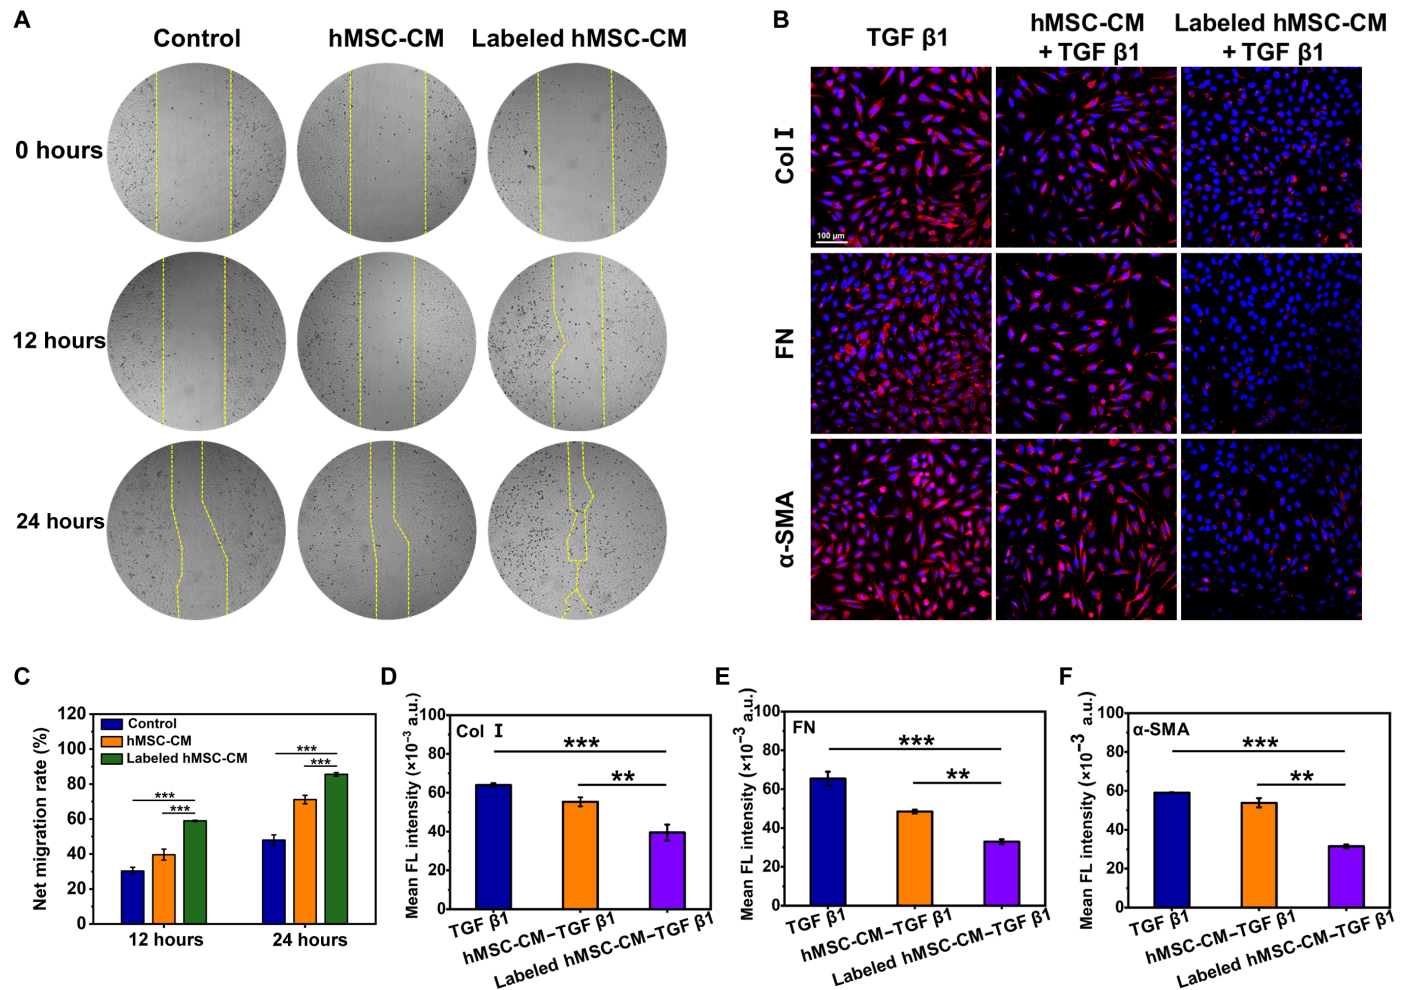 A
Control
hMSC-CM
Labeled hMSC-CM
0 hours
12 hours
24 hours
B
TGF β1
hMSC-CM
+ TGF β1
Labeled hMSC-CM
+ TGF β1
Col I
100 μm
FN
α-SMA
C
Net migration rate (%)
120
100
80
60
40
20
0
Control
hMSC-CM
Labeled hMSC-CM
***
***
***
***
12 hours
24 hours
D
Mean FL intensity (×10⁻³ a.u.)
100
80
60
40
20
0
Col I
***
**
TGF β1
hMSC-CM–TGF β1
Labeled hMSC-CM–TGF β1
E
Mean FL intensity (×10⁻³ a.u.)
100
80
60
40
20
0
FN
***
**
TGF β1
hMSC-CM–TGF β1
Labeled hMSC-CM–TGF β1
F
Mean FL intensity (×10⁻³ a.u.)
100
80
60
40
20
0
α-SMA
***
**
TGF β1
hMSC-CM–TGF β1
Labeled hMSC-CM–TGF β1